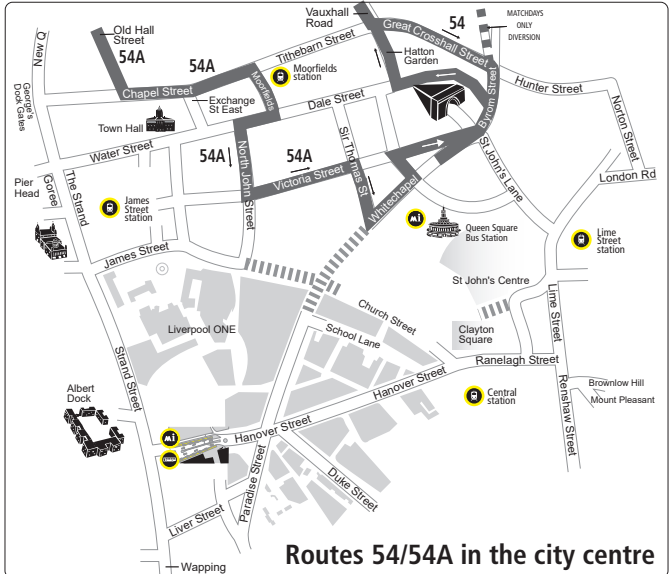 Vauxhall
Road
54
MATCHDAYS
ONLY
DIVERSION
Old Hall
Street
54A
54A
Great Crosshall Street
Tithebarn Street
Hatton
Garden
New Q
Moorfields
station
Chapel Street
Moorfields
Hunter Street
George's
Dock Gates
Exchange
St East
Dale Street
Byrom Street
Norton Street
Town Hall
Water Street
54A
North John Street
54A
Sir Thomas St
Victoria Street
Whitechapel
St John's Lane
London Rd
Pier
Head
Goree
The Strand
James
Street
station
Mi
Queen Square
Bus Station
Lime
Street
station
James Street
St John's Centre
Lime Street
Church Street
Liverpool ONE
School Lane
Clayton
Square
Ranelagh Street
Strand Street
Hanover Street
Central
station
Brownlow Hill
Mount Pleasant
Renshaw Street
Albert
Dock
Mi
Hanover Street
Paradise Street
Duke Street
Liver Street
Wapping
Routes 54/54A in the city centre